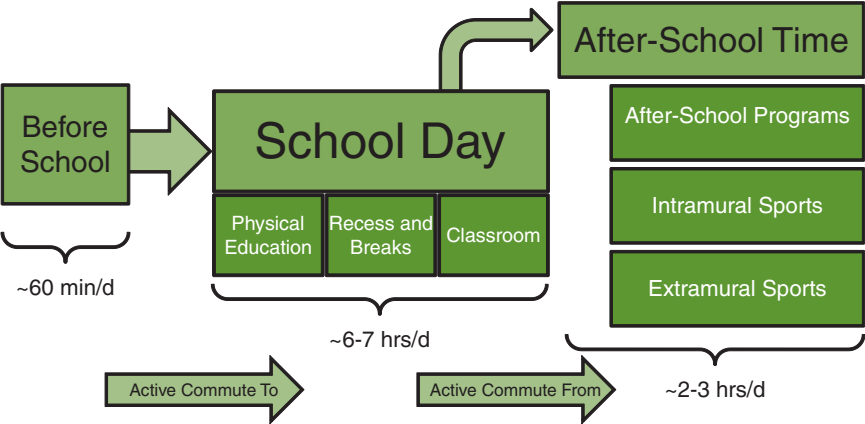 Before
School
~60 min/d
School Day
Physical
Education
Recess and
Breaks
Classroom
~6-7 hrs/d
After-School Time
After-School Programs
Intramural Sports
Extramural Sports
~2-3 hrs/d
Active Commute To
Active Commute From